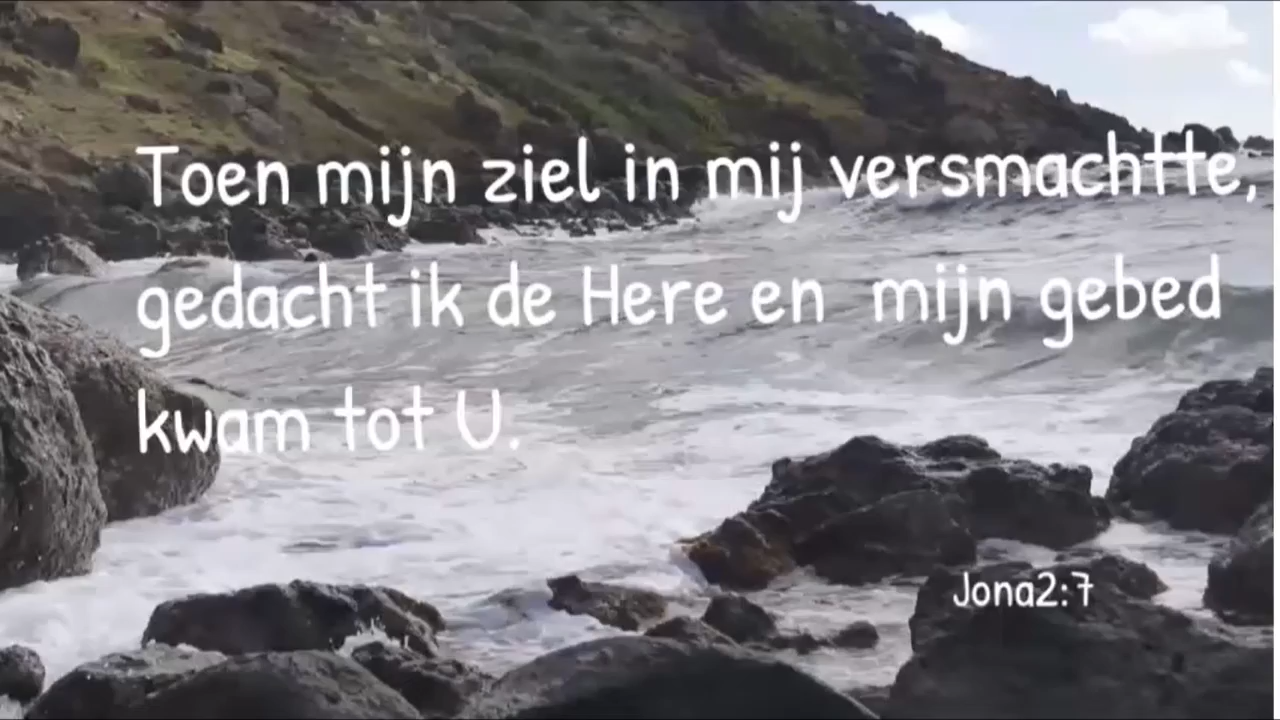 Toen mijn ziel in mij versmachtte,
gedacht ik de Here en mijn gebed
kwam tot U.
Jona2:7